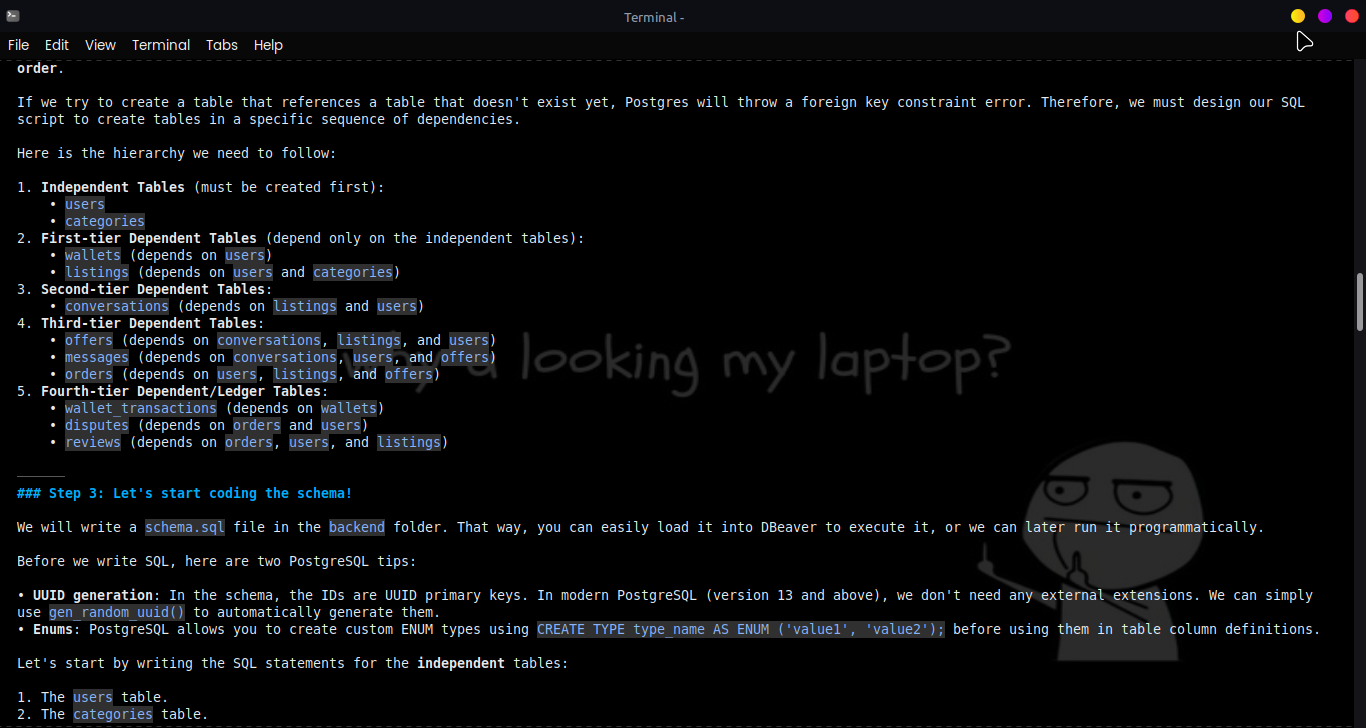 Terminal -
File Edit View Terminal Tabs Help
order.
If we try to create a table that references a table that doesn't exist yet, Postgres will throw a foreign key constraint error. Therefore, we must design our SQL
script to create tables in a specific sequence of dependencies.
Here is the hierarchy we need to follow:
1. Independent Tables (must be created first):
• users
• categories
2. First-tier Dependent Tables (depend only on the independent tables):
• wallets (depends on users)
• listings (depends on users and categories)
3. Second-tier Dependent Tables:
• conversations (depends on listings and users)
4. Third-tier Dependent Tables:
• offers (depends on conversations, listings, and users)
• messages (depends on conversations, users, and offers)
• orders (depends on users, listings, and offers)
5. Fourth-tier Dependent/Ledger Tables:
• wallet_transactions (depends on wallets)
• disputes (depends on orders and users)
• reviews (depends on orders, users, and listings)
### Step 3: Let's start coding the schema!
We will write a schema.sql file in the backend folder. That way, you can easily load it into DBeaver to execute it, or we can later run it programmatically.
Before we write SQL, here are two PostgreSQL tips:
• UUID generation: In the schema, the IDs are UUID primary keys. In modern PostgreSQL (version 13 and above), we don't need any external extensions. We can simply
use gen_random_uuid() to automatically generate them.
• Enums: PostgreSQL allows you to create custom ENUM types using CREATE TYPE type_name AS ENUM ('value1', 'value2'); before using them in table column definitions.
Let's start by writing the SQL statements for the independent tables:
1. The users table.
2. The categories table.
looking my laptop?